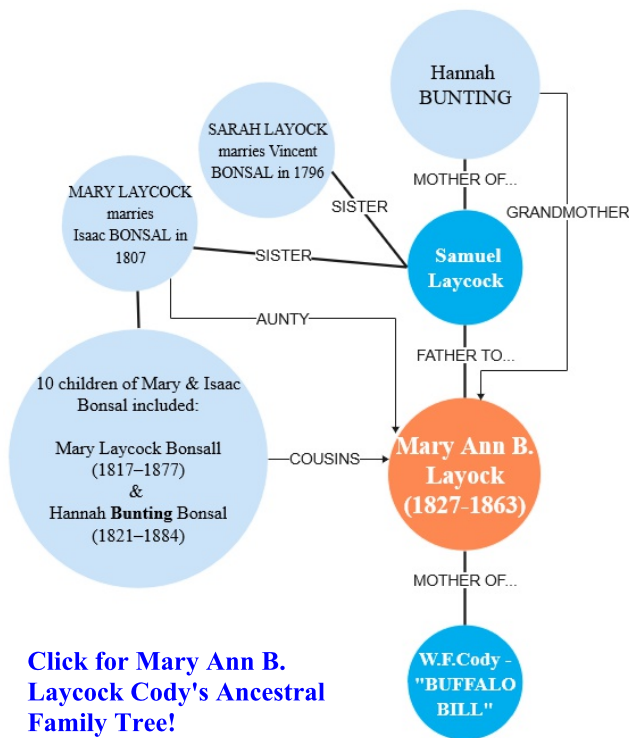 Hannah
BUNTING
SARAH LAYOCK
marries Vincent
BONSAL in 1796
MOTHER OF...
MARY LAYCOCK
marries
Isaac BONSAL in
1807
SISTER
GRANDMOTHER
SISTER
Samuel
Laycock
AUNTY
FATHER TO...
10 children of Mary & Isaac
Bonsal included:
Mary Laycock Bonsall
(1817–1877)
&
Hannah Bunting Bonsal
(1821–1884)
COUSINS
Mary Ann B.
Layock
(1827-1863)
MOTHER OF...
W.F.Cody -
"BUFFALO
BILL"
Click for Mary Ann B.
Laycock Cody's Ancestral
Family Tree!